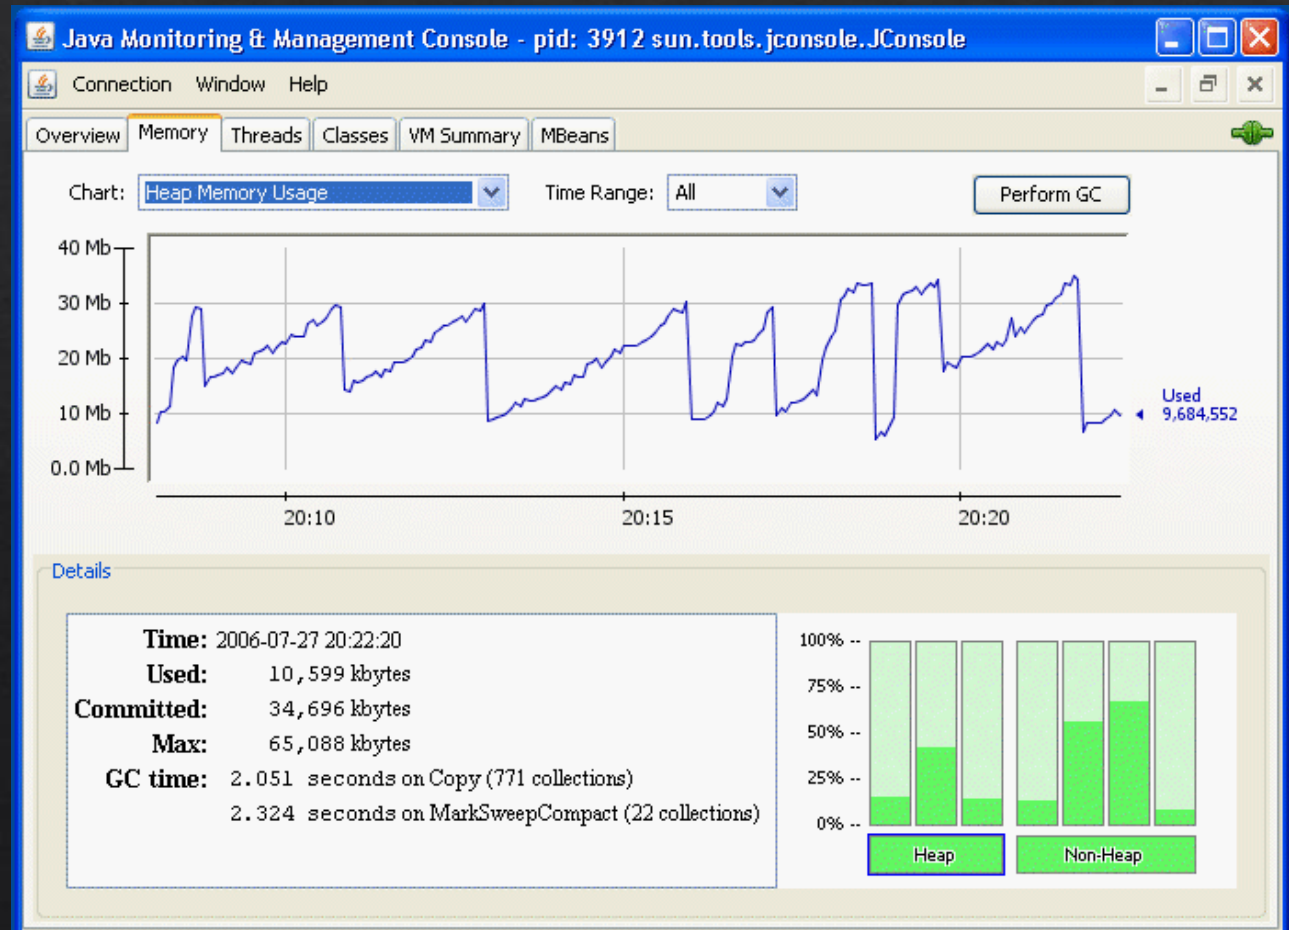 Java Monitoring & Management Console - pid: 3912 sun.tools.jconsole.JConsole
Connection Window Help
Overview Memory Threads Classes VM Summary MBeans
Chart: Heap Memory Usage Time Range: All Perform GC
40 Mb
30 Mb
20 Mb
10 Mb
0.0 Mb
Used
9,684,552
20:10 20:15 20:20
Details
Time: 2006-07-27 20:22:20
Used: 10,599 kbytes
Committed: 34,696 kbytes
Max: 65,088 kbytes
GC time: 2.051 seconds on Copy (771 collections)
2.324 seconds on MarkSweepCompact (22 collections)
100% --
75% --
50% --
25% --
0% --
Heap Non-Heap